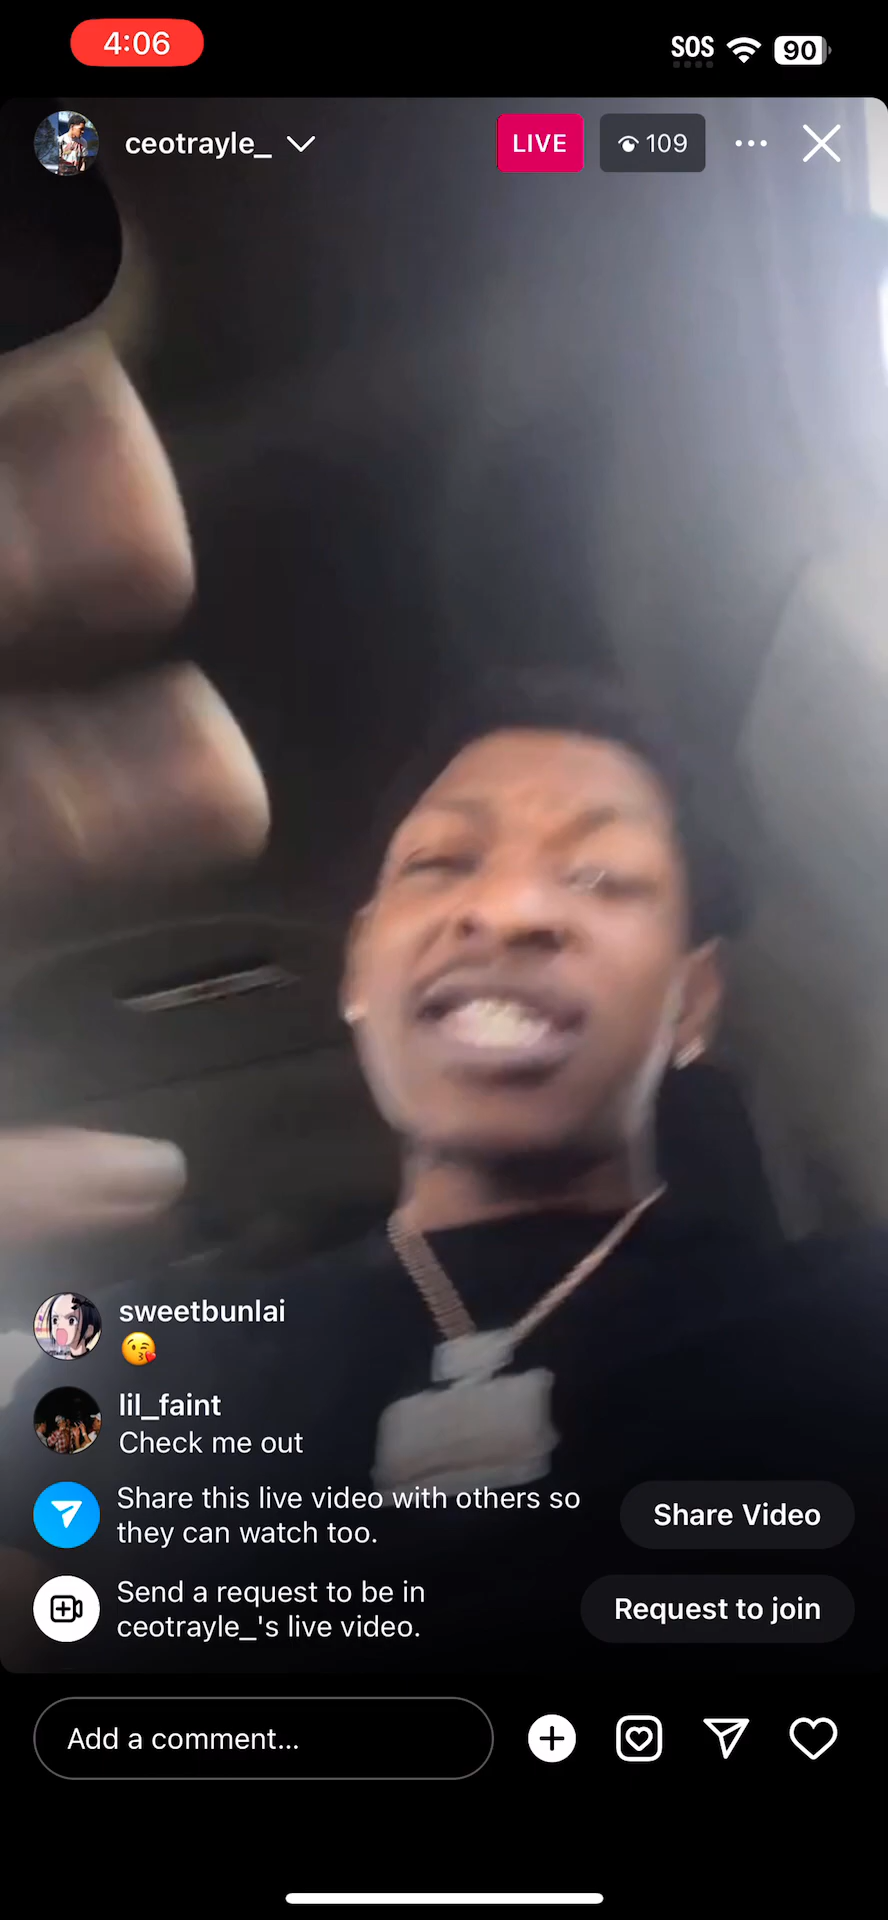 4:06
SOS
90
ceotrayle_
LIVE
109
sweetbunlai
😘
lil_faint
Check me out
Share this live video with others so
they can watch too.
Share Video
Send a request to be in
ceotrayle_'s live video.
Request to join
Add a comment...